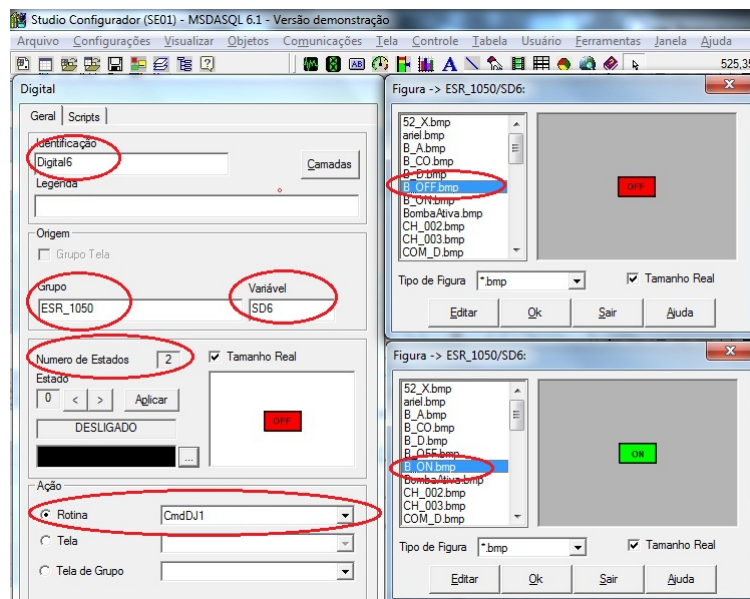 Studio Configurador (SE01) - MSDASQL 6.1 - Versão demonstração
Arquivo Configurações Visualizar Objetos Comunicações Tela Controle Tabela Usuário Ferramentas Janela Ajuda
525,35
Digital
Geral Scripts
Identificação
Digital6
Camadas
Legenda
Origem
Grupo Tela
Grupo Variável
ESR_1050 SD6
Numero de Estados 2 Tamanho Real
Estado
0 < > Aplicar
DESLIGADO
...
OFF
Ação
Rotina CmdDJ1
Tela
Tela de Grupo
Figura -> ESR_1050/SD6:
52_X.bmp
ariel.bmp
B_A.bmp
B_CO.bmp
B_D.bmp
B_OFF.bmp
B_ON.bmp
BombaAtiva.bmp
CH_002.bmp
CH_003.bmp
COM_D.bmp
OFF
Tipo de Figura *.bmp Tamanho Real
Editar Ok Sair Ajuda
Figura -> ESR_1050/SD6:
52_X.bmp
ariel.bmp
B_A.bmp
B_CO.bmp
B_D.bmp
B_OFF.bmp
B_ON.bmp
BombaAtiva.bmp
CH_002.bmp
CH_003.bmp
COM_D.bmp
ON
Tipo de Figura *.bmp Tamanho Real
Editar Ok Sair Ajuda